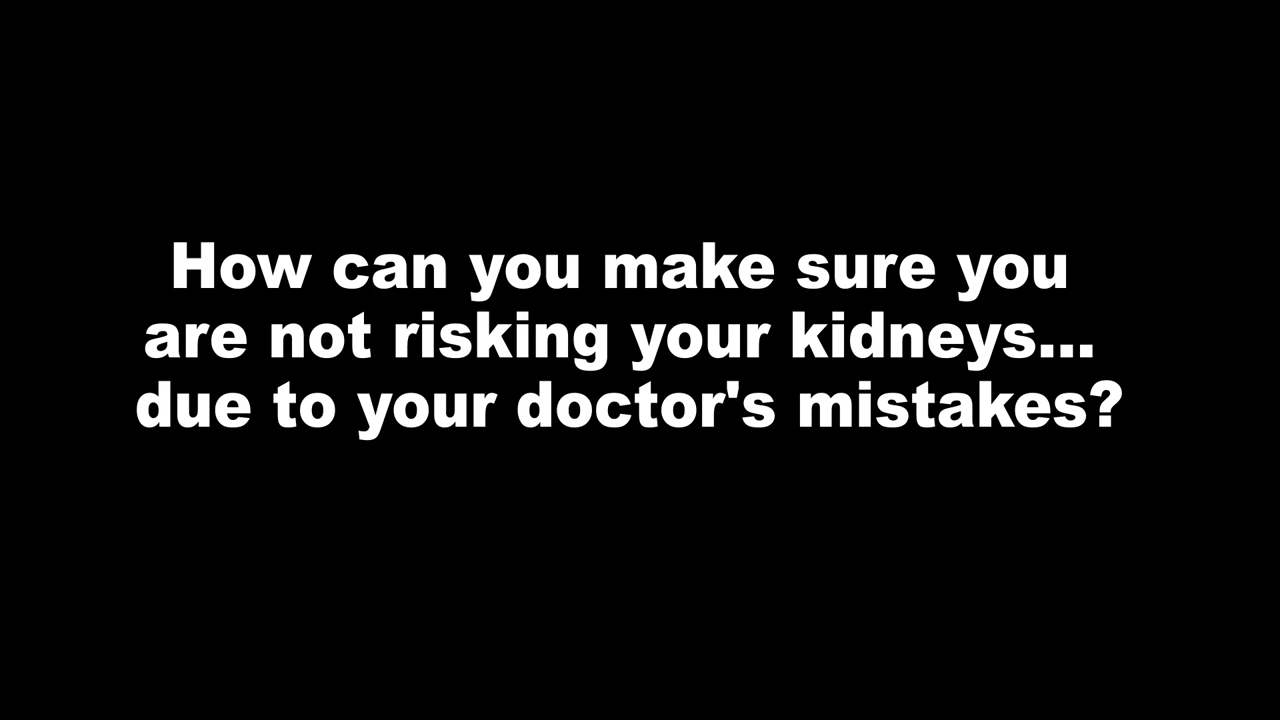 How can you make sure you
are not risking your kidneys...
due to your doctor's mistakes?